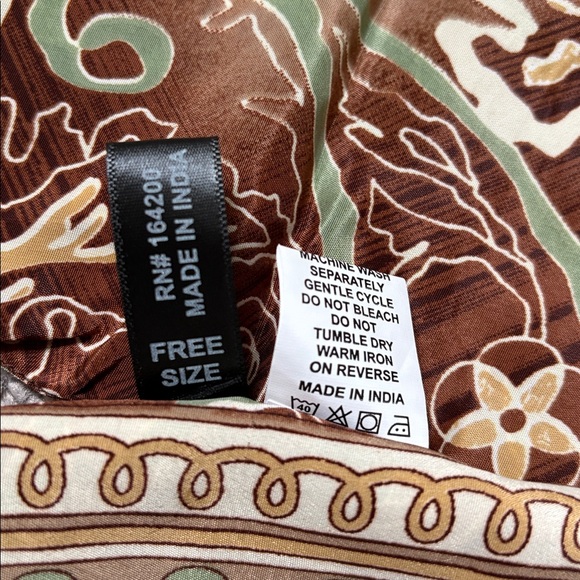 RN# 164200
MADE IN INDA
FREE
SIZE
MACHINE WASH
SEPARATELY
GENTLE CYCLE
DO NOT BLEACH
DO NOT
TUMBLE DRY
WARM IRON
ON REVERSE
MADE IN INDIA
40